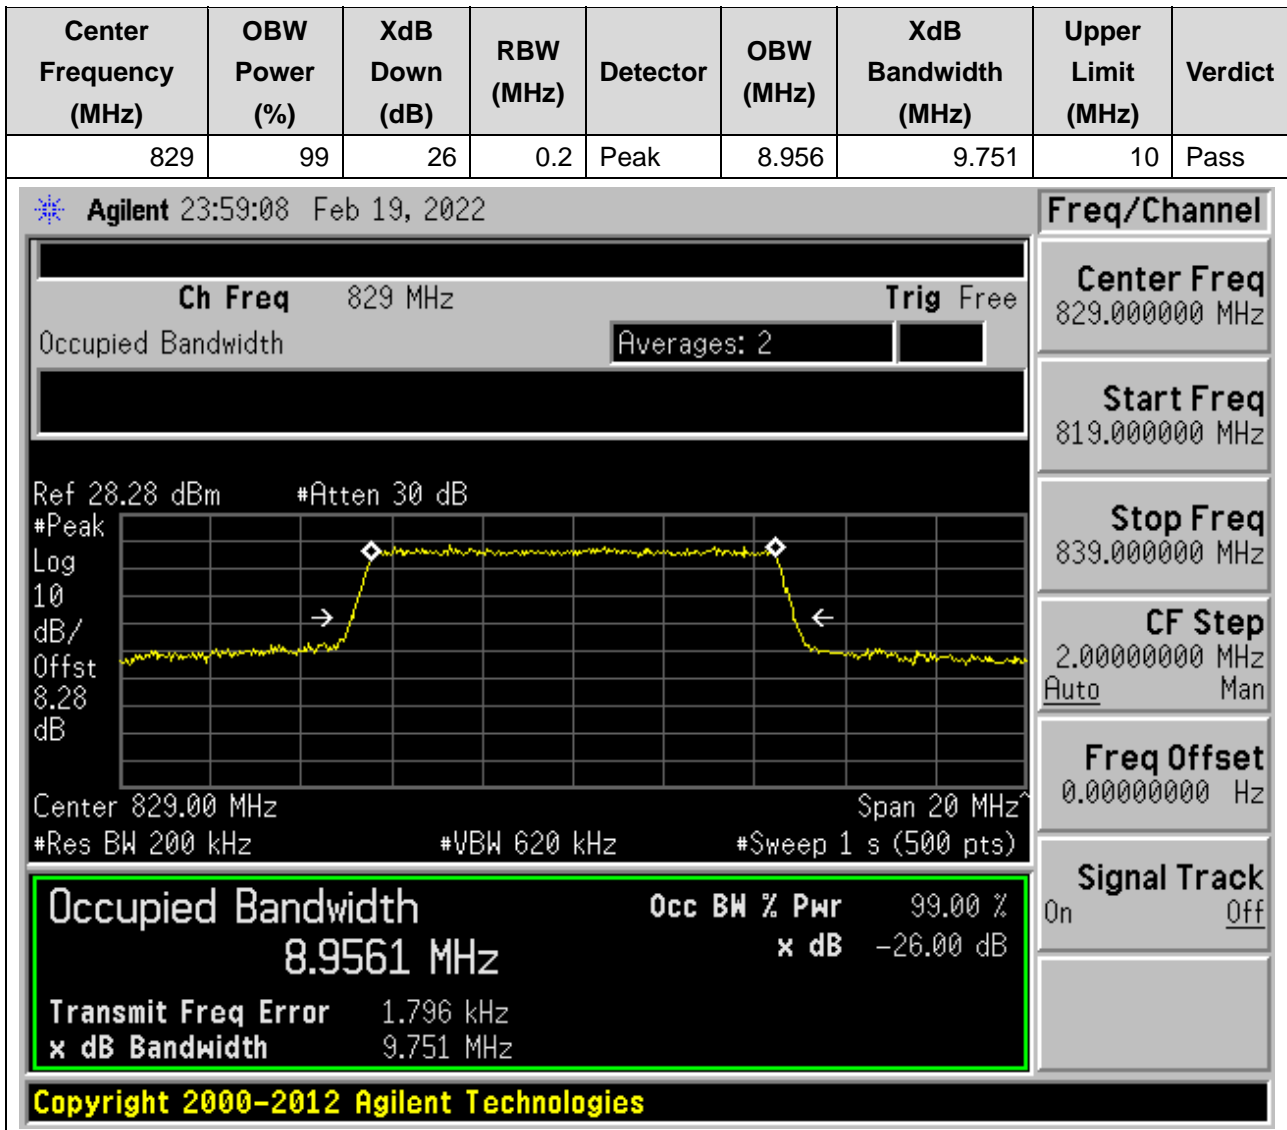 Center Frequency (MHz) OBW Power (%) XdB Down (dB) RBW (MHz) Detector OBW (MHz) XdB Bandwidth (MHz) Upper Limit (MHz) Verdict
829 99 26 0.2 Peak 8.956 9.751 10 Pass
Agilent 23:59:08 Feb 19, 2022
Freq/Channel
Ch Freq 829 MHz Trig Free
Occupied Bandwidth Averages: 2
Ref 28.28 dBm #Atten 30 dB
#Peak
Log
10
dB/
Offst
8.28
dB
Center 829.00 MHz Span 20 MHz^
#Res BW 200 kHz #VBW 620 kHz #Sweep 1 s (500 pts)
Occupied Bandwidth Occ BW % Pwr 99.00 %
8.9561 MHz x dB -26.00 dB
Transmit Freq Error 1.796 kHz
x dB Bandwidth 9.751 MHz
Center Freq
829.000000 MHz
Start Freq
819.000000 MHz
Stop Freq
839.000000 MHz
CF Step
2.00000000 MHz
Auto Man
Freq Offset
0.00000000 Hz
Signal Track
On Off
Copyright 2000-2012 Agilent Technologies